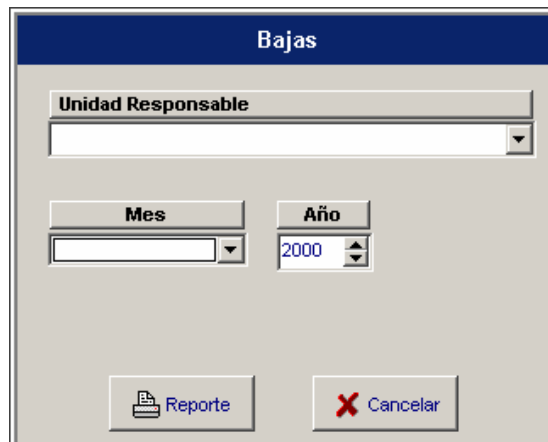 Bajas
Unidad Responsable
Mes Año
2000
Reporte Cancelar